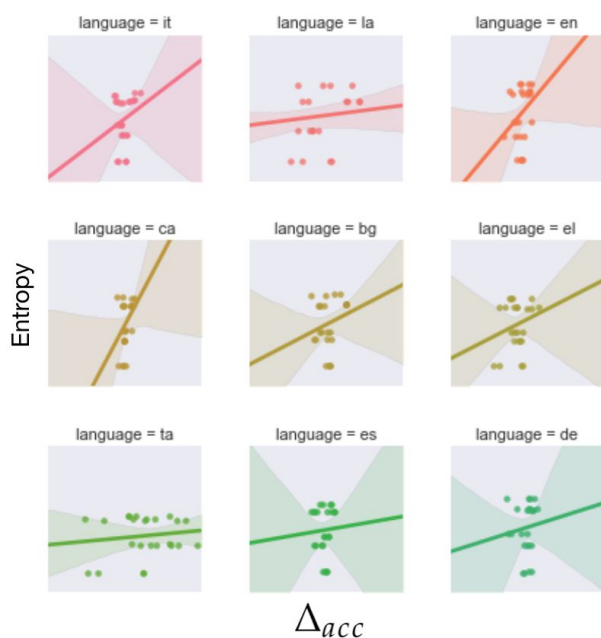 language = it
language = la
language = en
language = ca
language = bg
language = el
Entropy
language = ta
language = es
language = de
Δacc